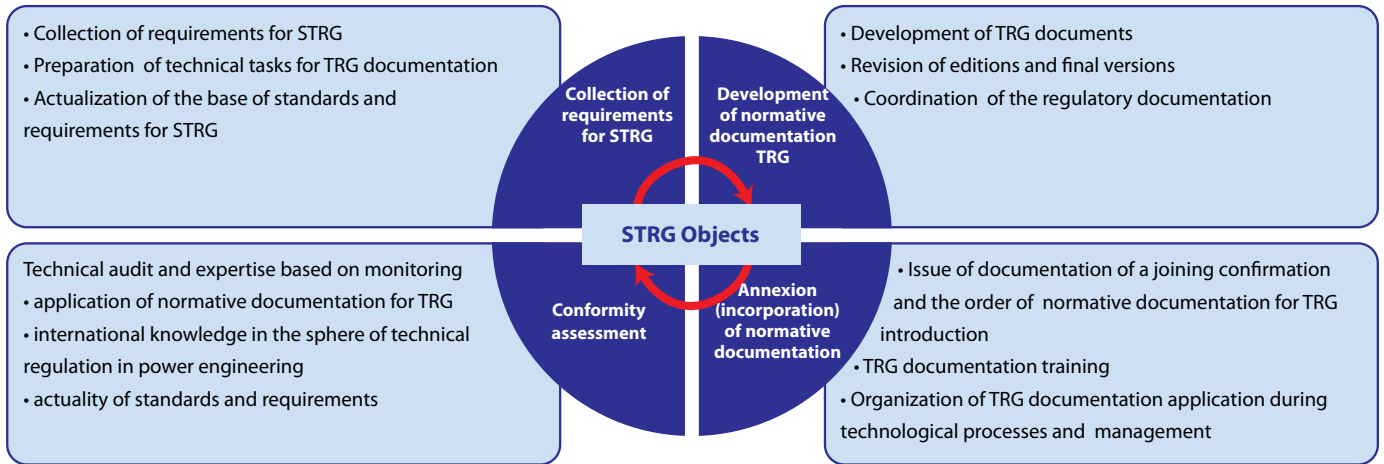 • Collection of requirements for STRG
• Preparation of technical tasks for TRG documentation
• Actualization of the base of standards and
requirements for STRG
• Development of TRG documents
• Revision of editions and final versions
• Coordination of the regulatory documentation
Collection of
requirements
for STRG
Development
of normative
documentation
TRG
STRG Objects
Technical audit and expertise based on monitoring
• application of normative documentation for TRG
• international knowledge in the sphere of technical
regulation in power engineering
• actuality of standards and requirements
Conformity
assessment
Annexion
(incorporation)
of normative
documentation
• Issue of documentation of a joining confirmation
and the order of normative documentation for TRG
introduction
• TRG documentation training
• Organization of TRG documentation application during
technological processes and management